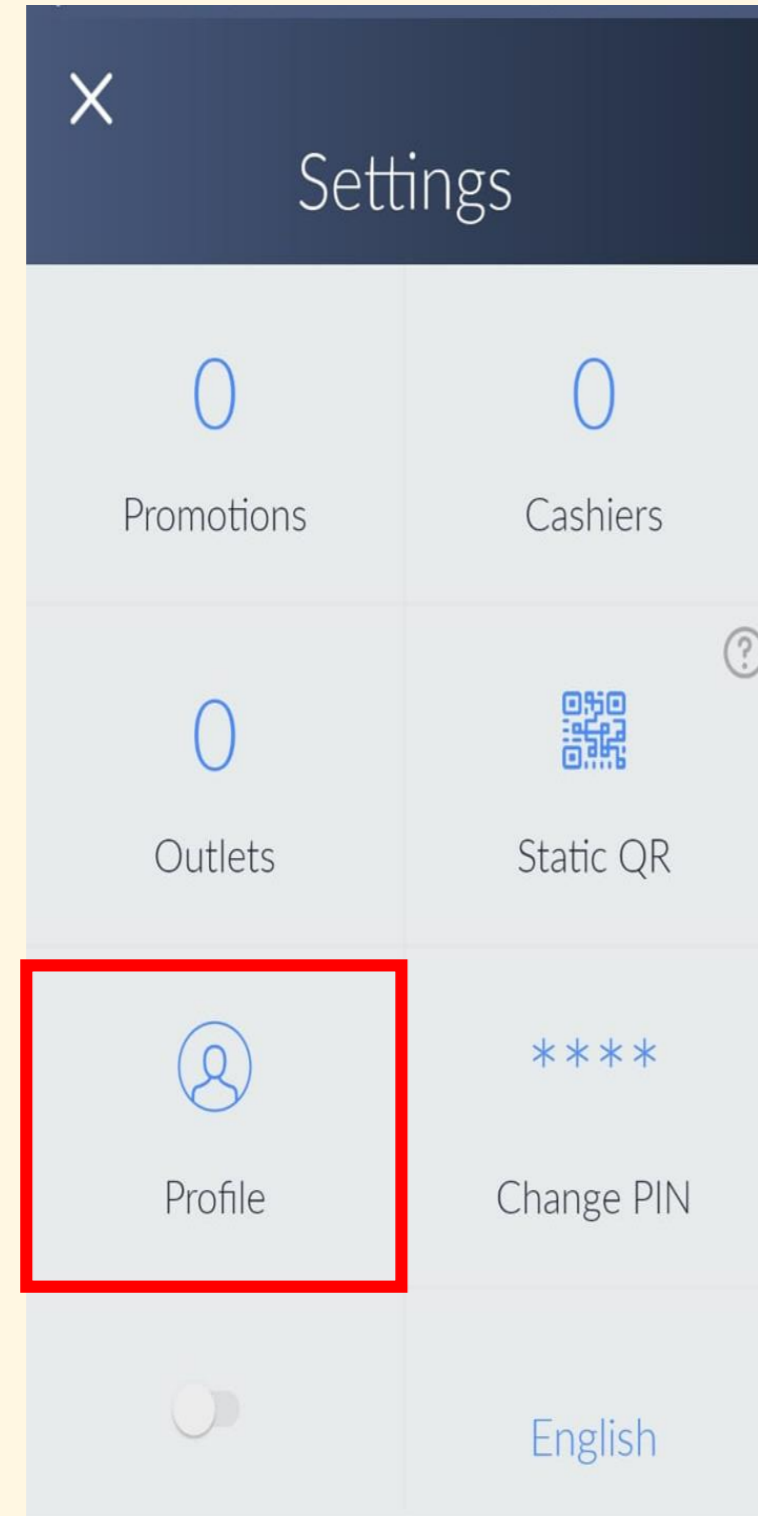 Settings
0
0
Promotions
Cashiers
?
0
Outlets
Static QR
****
Profile
Change PIN
English